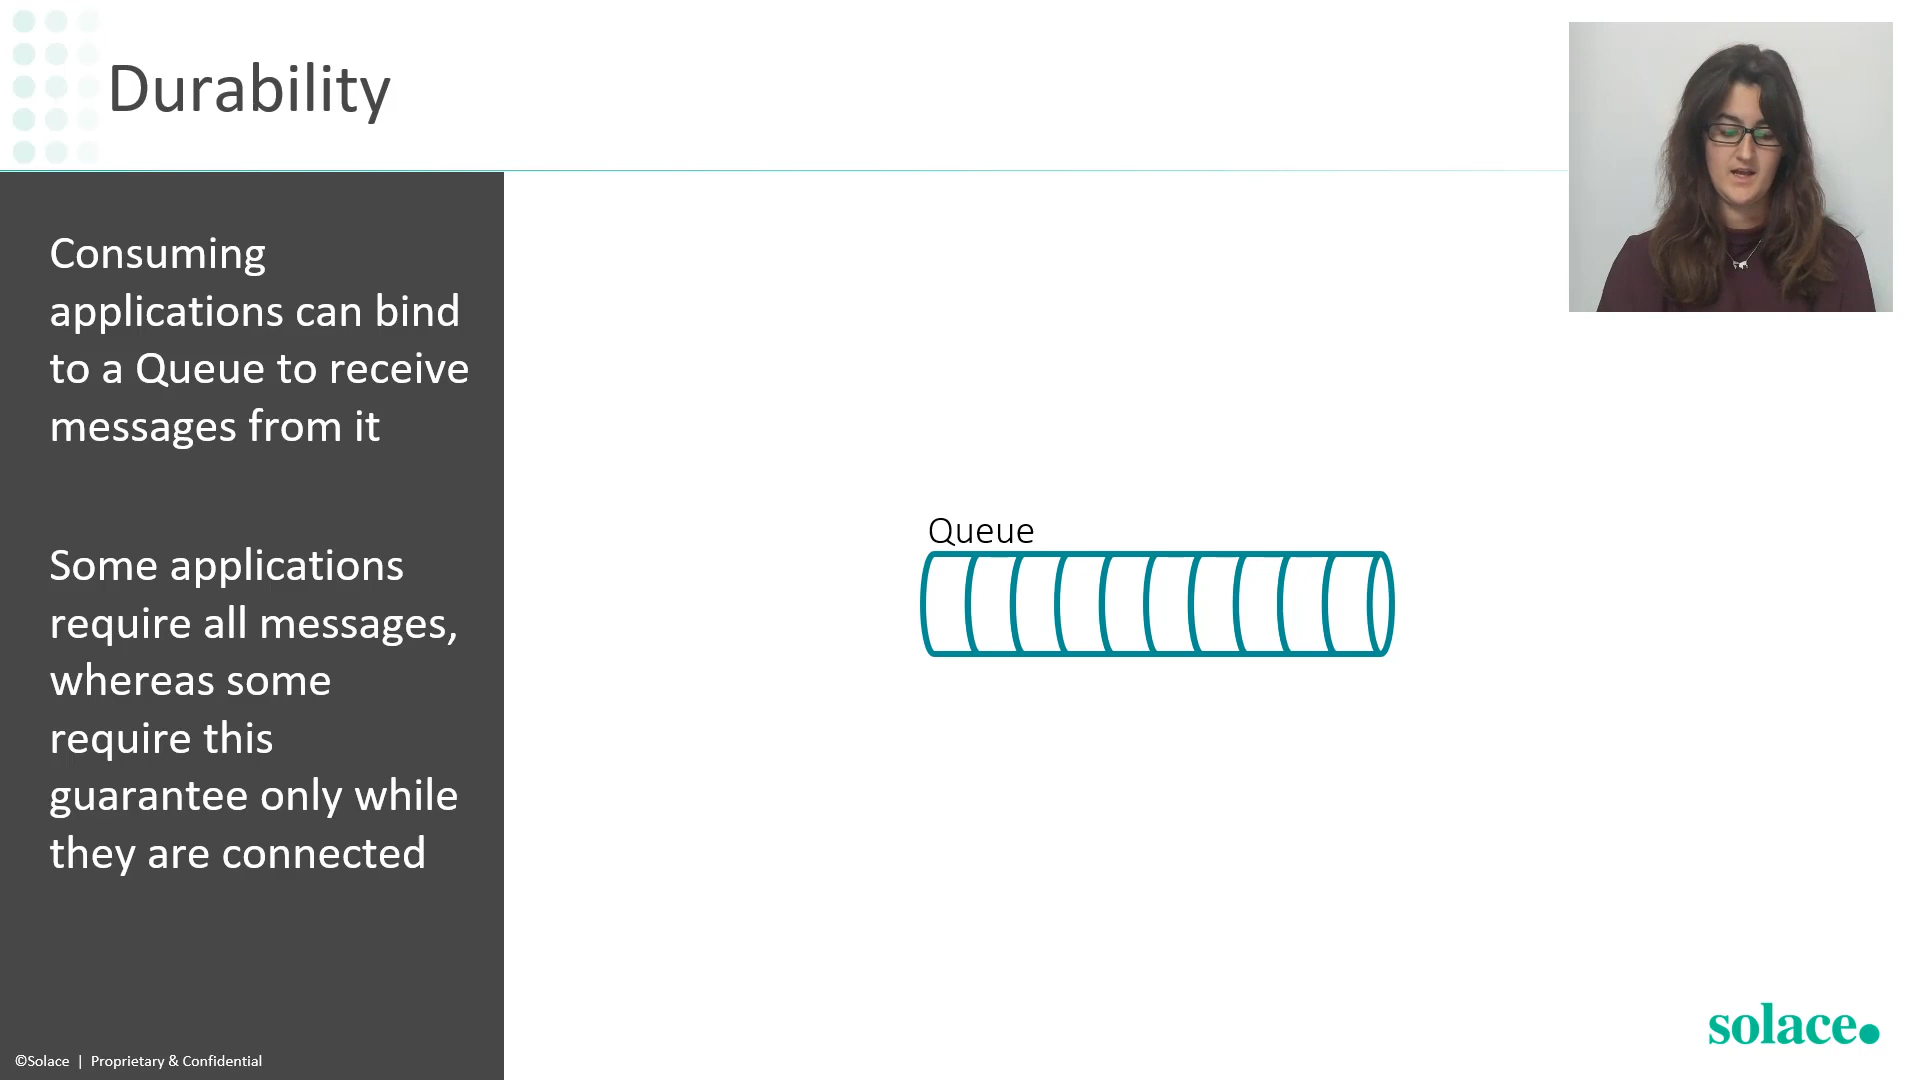 Durability
Consuming
applications can bind
to a Queue to receive
messages from it
Some applications
require all messages,
whereas some
require this
guarantee only while
they are connected
Queue
solace.
©Solace | Proprietary & Confidential